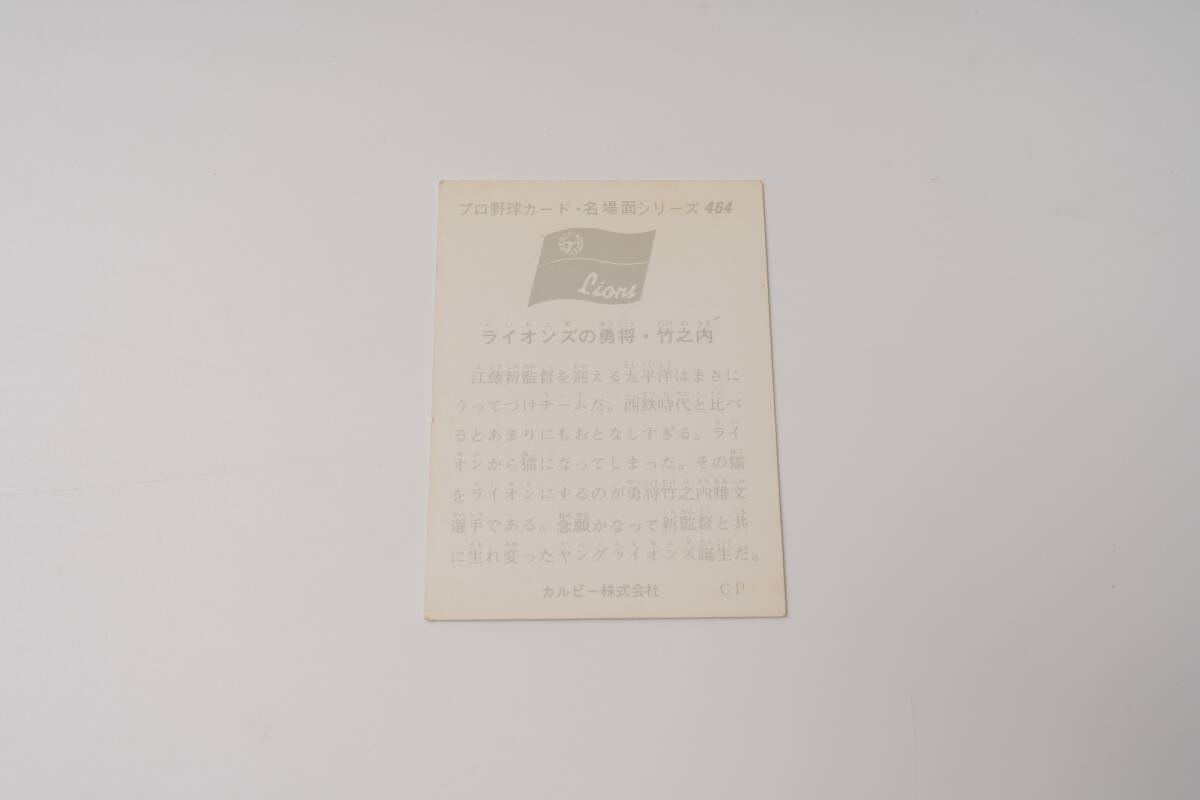 プロ野球カード・名場面シリーズ 464
Lions
ライオンズの勇将・竹之内
江藤新監督を迎える太平洋はまさに
うってつけチームだ。西鉄時代と比べ
るとあまりにもおとなしすぎる。ライ
オンから猫になってしまった。その猫
をライオンにするのが勇将竹之内雅文
選手である。念願かなって新監督と共
に生れ変ったヤングライオンズ誕生だ。
カルビー株式会社 CP